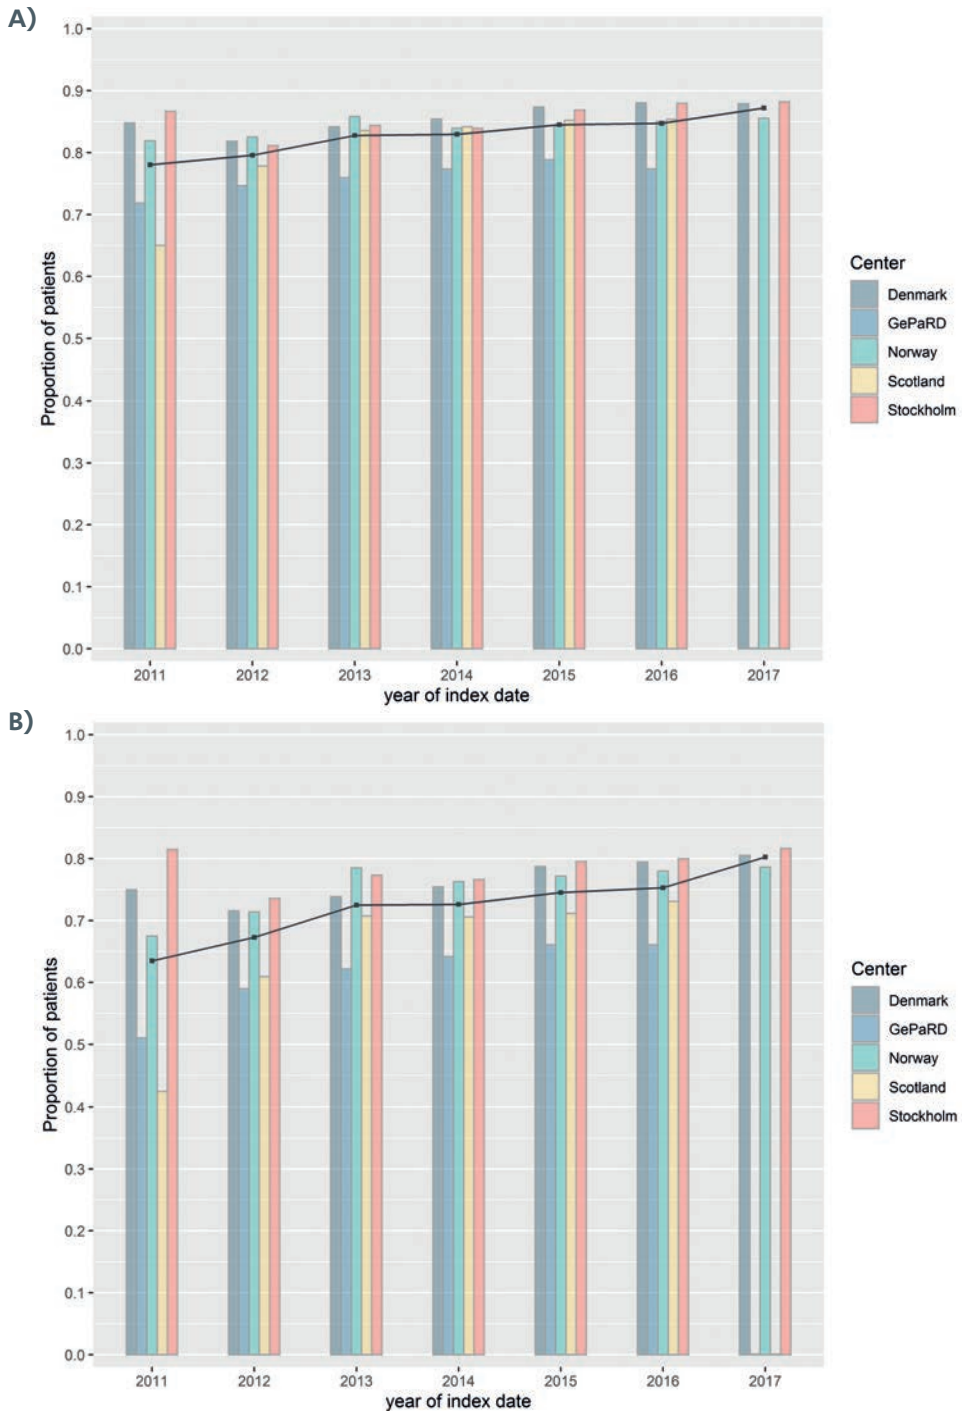 A)
1.0
0.9
0.8
0.7
0.6
0.5
0.4
0.3
0.2
0.1
0.0
Proportion of patients
2011 2012 2013 2014 2015 2016 2017
year of index date
Center
Denmark
GePaRD
Norway
Scotland
Stockholm
B)
1.0
0.9
0.8
0.7
0.6
0.5
0.4
0.3
0.2
0.1
0.0
Proportion of patients
2011 2012 2013 2014 2015 2016 2017
year of index date
Center
Denmark
GePaRD
Norway
Scotland
Stockholm